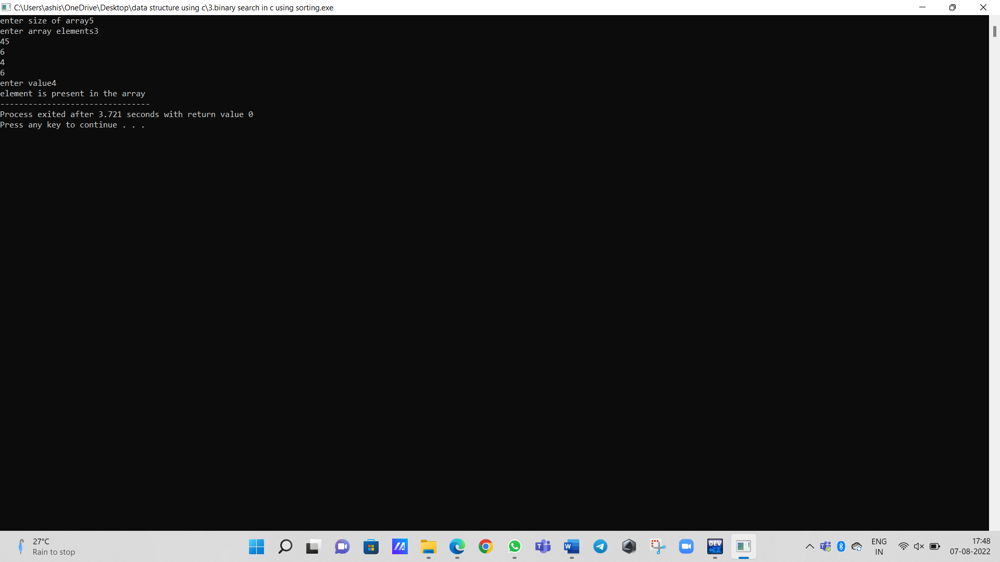 C:\Users\ashis\OneDrive\Desktop\data structure using c\3.binary search in c using sorting.exe
enter size of array5
enter array elements3
45
6
4
6
enter value4
element is present in the array
--------------------------------
Process exited after 3.721 seconds with return value 0
Press any key to continue . . .
27°C
Rain to stop
DEV
C++
ENG
IN
17:48
07-08-2022